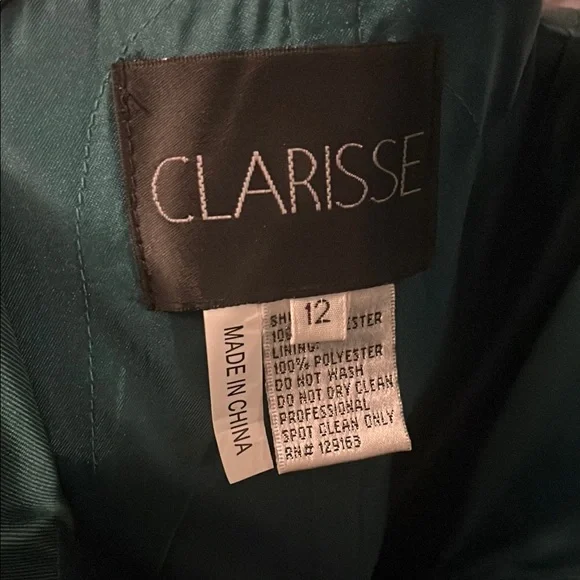 CLARISSE
12
MADE IN CHINA
LINING:
100% POLYESTER
DO NOT WASH
DO NOT DRY CLEAN
PROFESSIONAL
SPOT CLEAN ONLY
RN# 129163